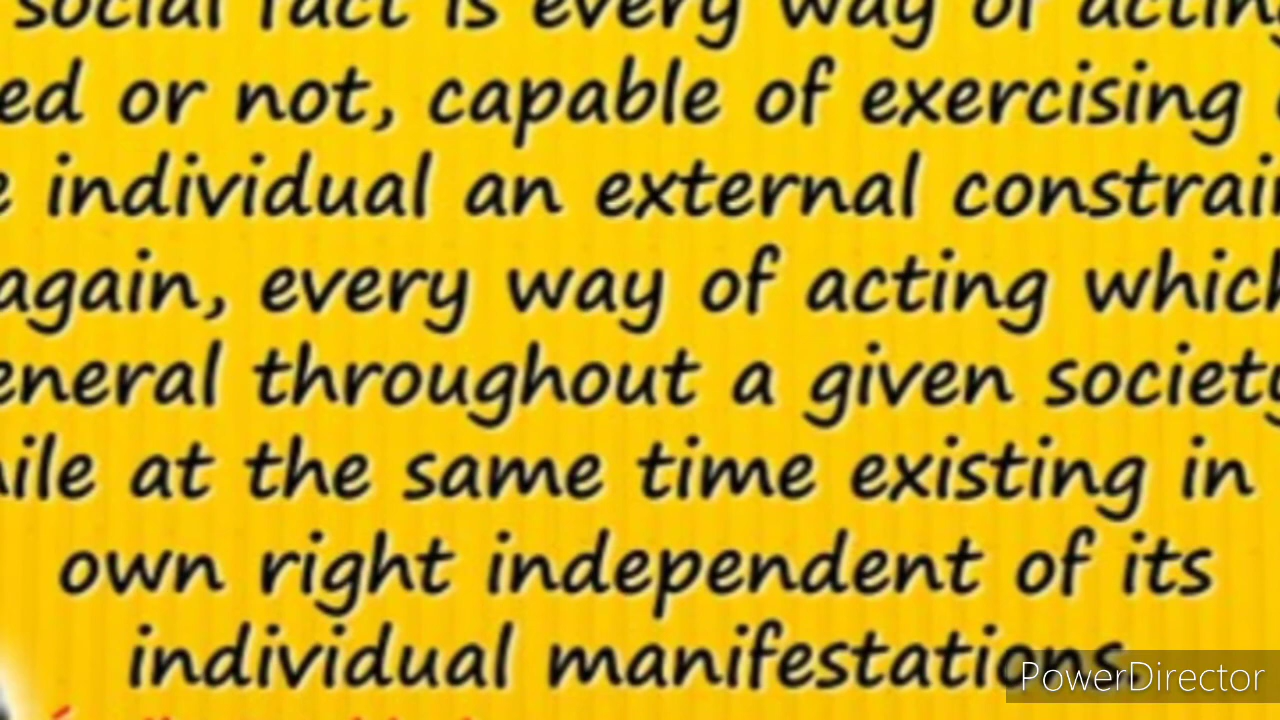 social fact is every way of acting
ed or not, capable of exercising
individual an external constrai
again, every way of acting which
eneral throughout a given society
ile at the same time existing in
own right independent of its
individual manifestations
PowerDirector